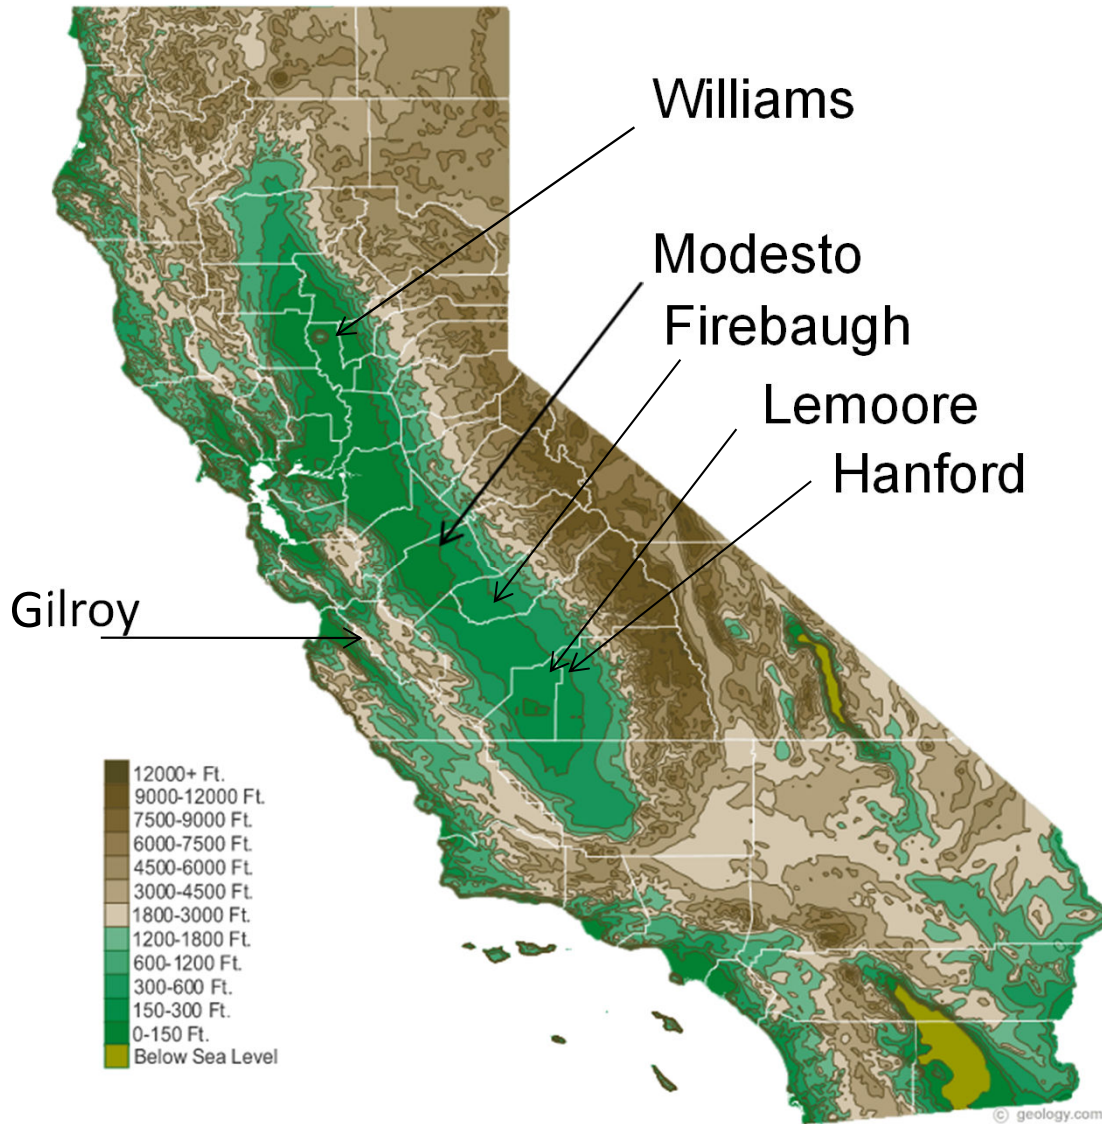 Williams
Modesto
Firebaugh
Lemoore
Hanford
Gilroy
12000+ Ft.
9000-12000 Ft.
7500-9000 Ft.
6000-7500 Ft.
4500-6000 Ft.
3000-4500 Ft.
1800-3000 Ft.
1200-1800 Ft.
600-1200 Ft.
300-600 Ft.
150-300 Ft.
0-150 Ft.
Below Sea Level
© geology.com